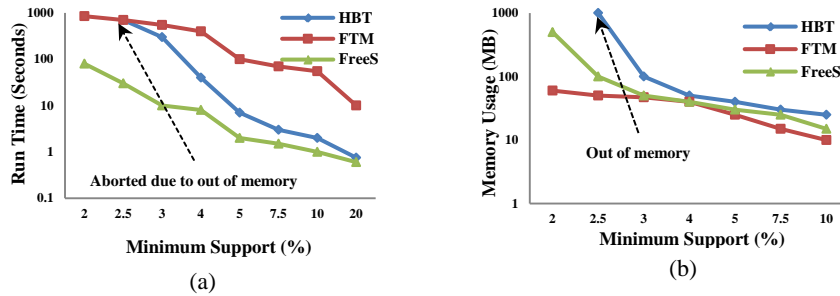 1000
100
10
1
0.1
Run Time (Seconds)
HBT
FTM
FreeS
Aborted due to out of memory
2 2.5 3 4 5 7.5 10 20
Minimum Support (%)
(a)
1000
100
10
1
Memory Usage (MB)
HBT
FTM
FreeS
Out of memory
2 2.5 3 4 5 7.5 10
Minimum Support (%)
(b)